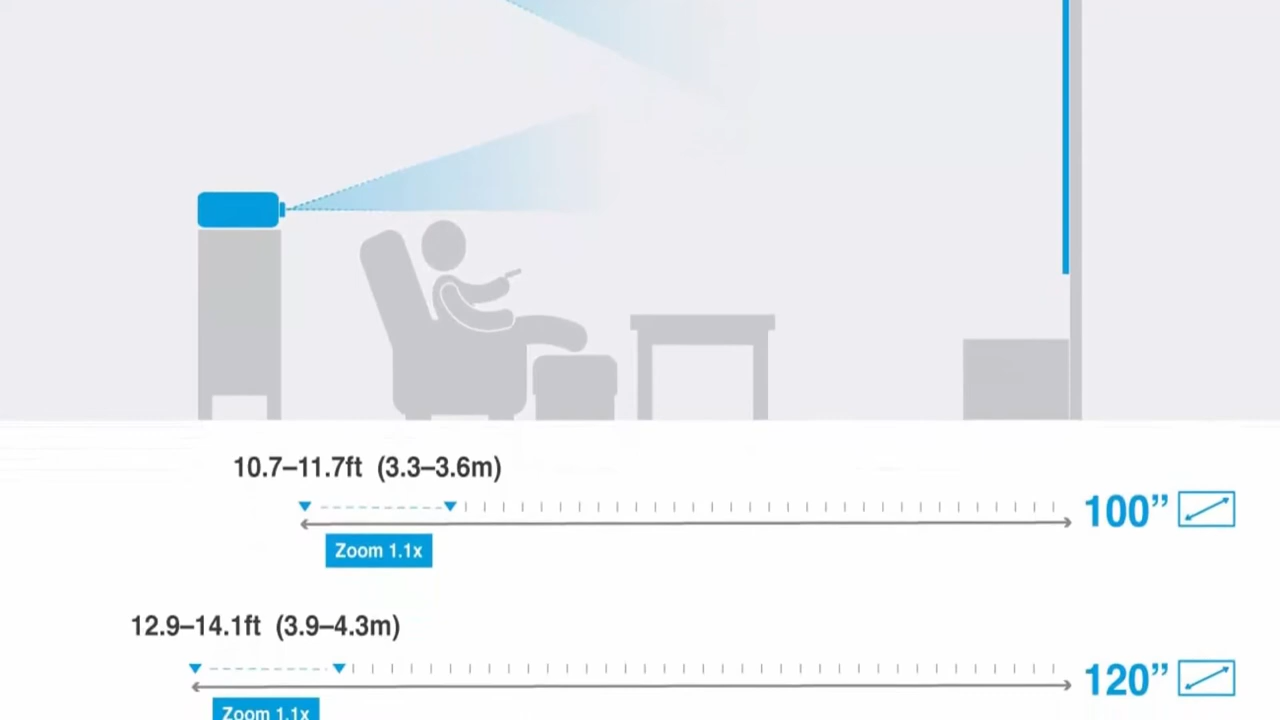 10.7–11.7ft (3.3–3.6m)
100”
Zoom 1.1x
12.9–14.1ft (3.9–4.3m)
120”
Zoom 1.1x